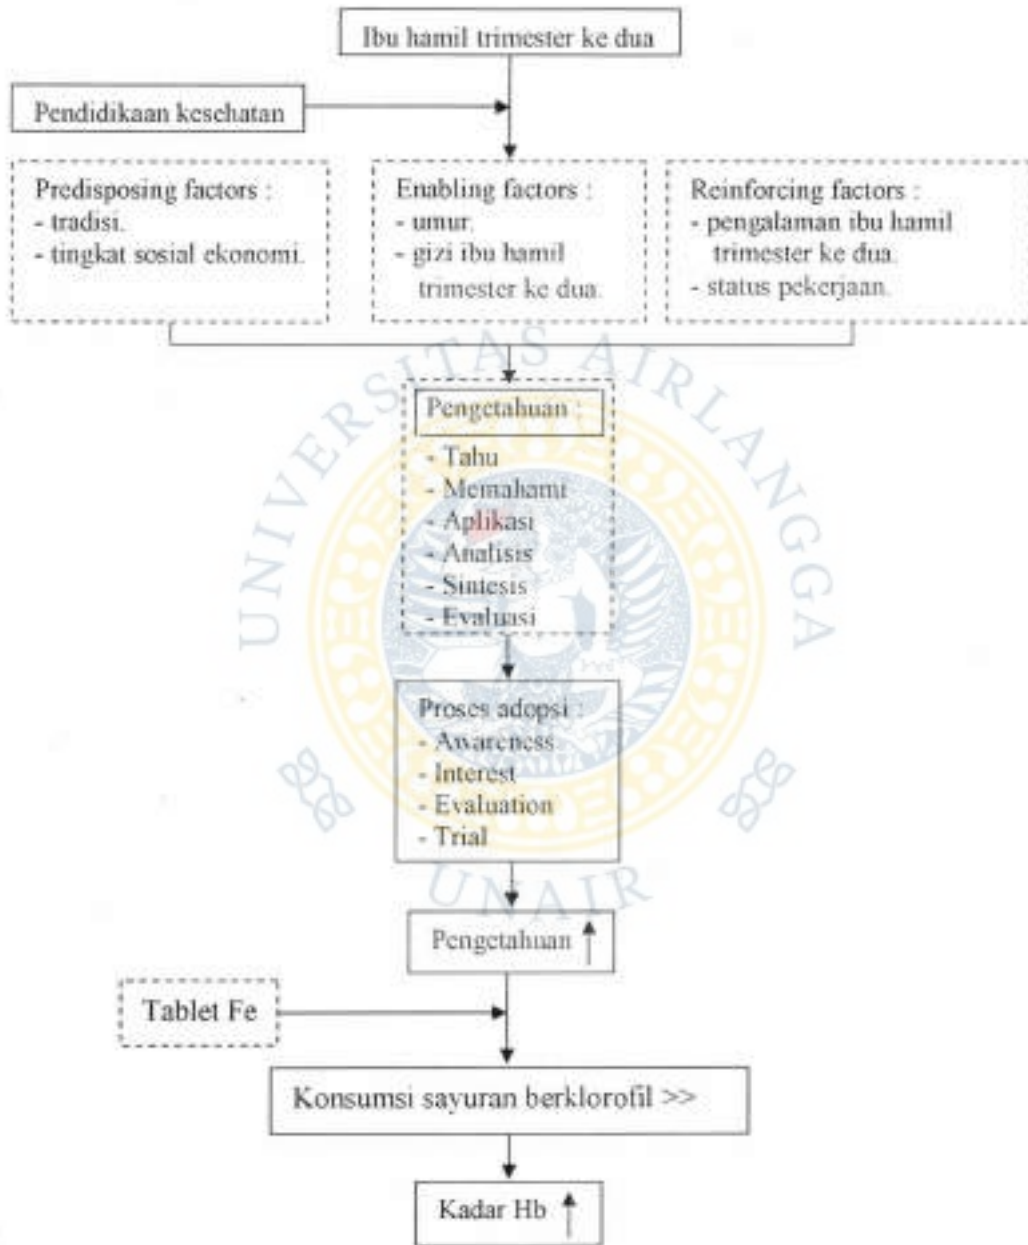 Ibu hamil trimester ke dua
Pendidikaan kesehatan
Predisposing factors :
- tradisi.
- tingkat sosial ekonomi.
Enabling factors :
- umur.
- gizi ibu hamil
trimester ke dua.
Reinforcing factors :
- pengalaman ibu hamil
trimester ke dua.
- status pekerjaan.
UNIVERSITAS AIRLANGGA
Pengetahuan :
- Tahu
- Memahami
- Aplikasi
- Analisis
- Sintesis
- Evaluasi
Proses adopsi :
- Awareness
- Interest
- Evaluation
- Trial
UNAIR
Pengetahuan ↑
Tablet Fe
Konsumsi sayuran berklorofil >>
Kadar Hb ↑